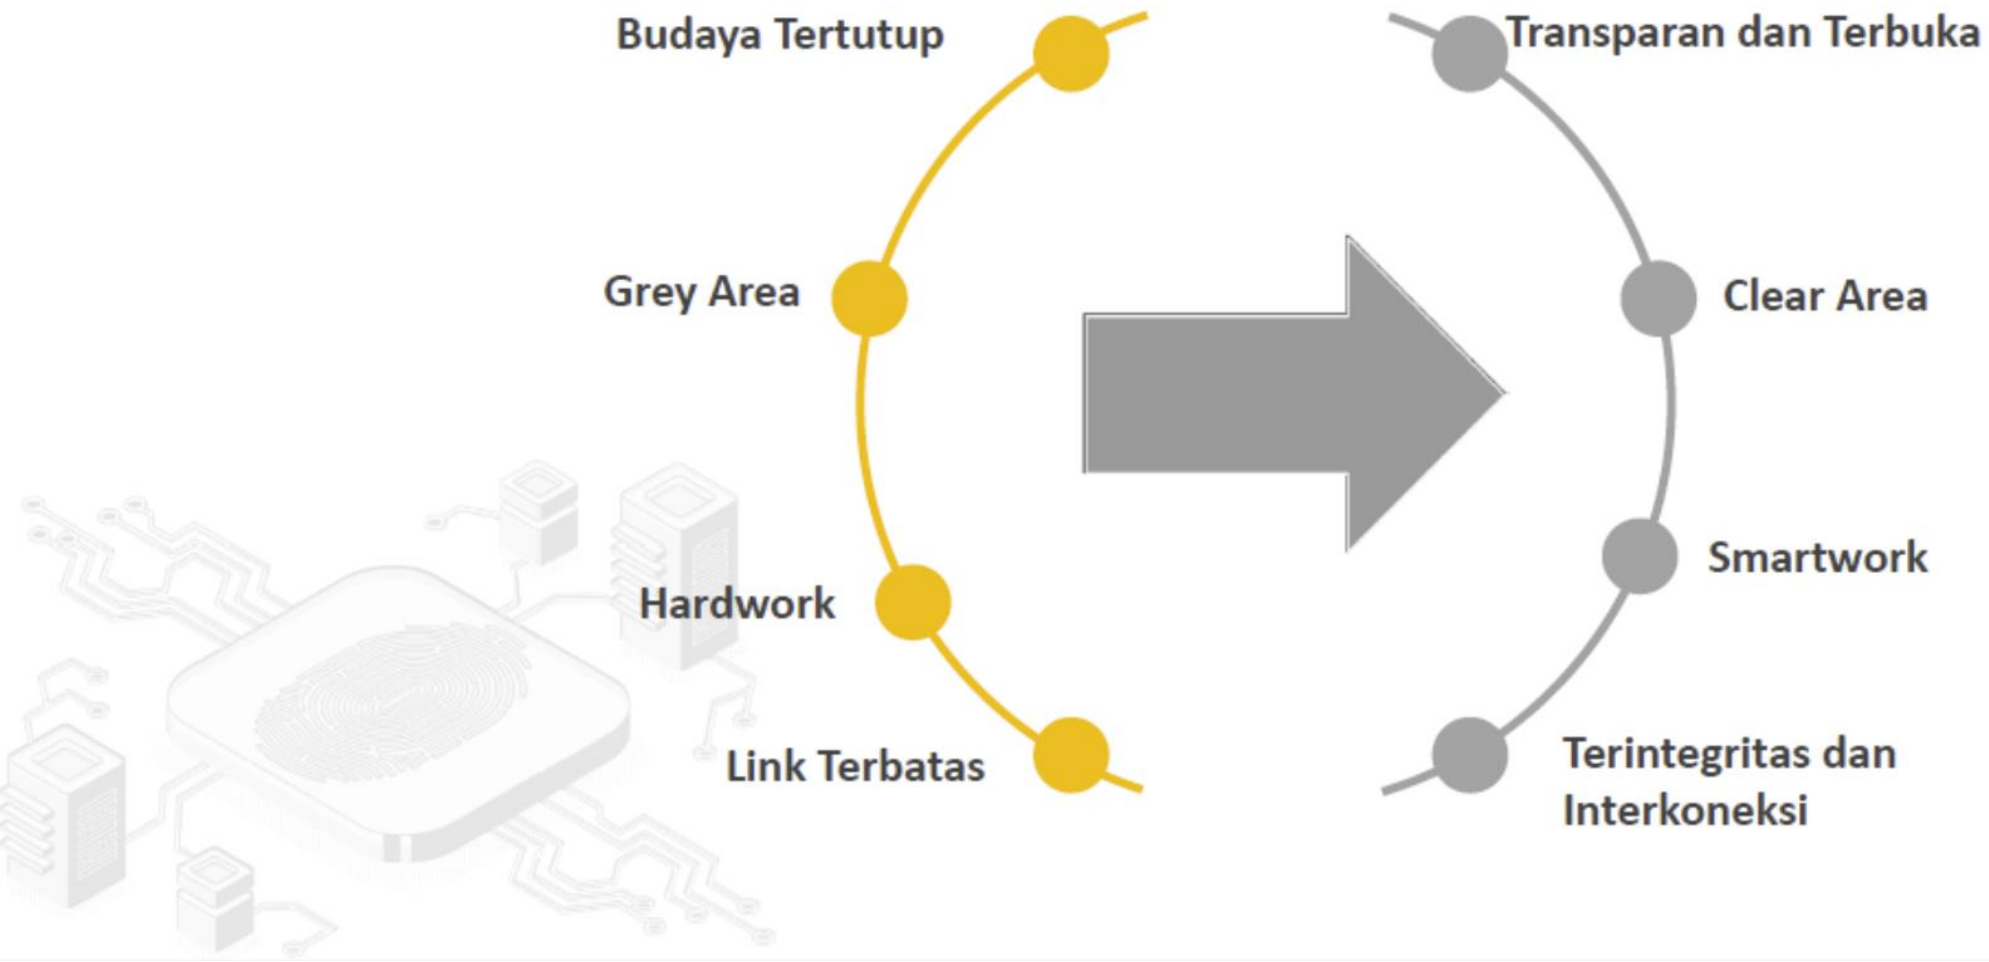 Budaya Tertutup
Grey Area
Hardwork
Link Terbatas
Transparan dan Terbuka
Clear Area
Smartwork
Terintegritas dan
Interkoneksi